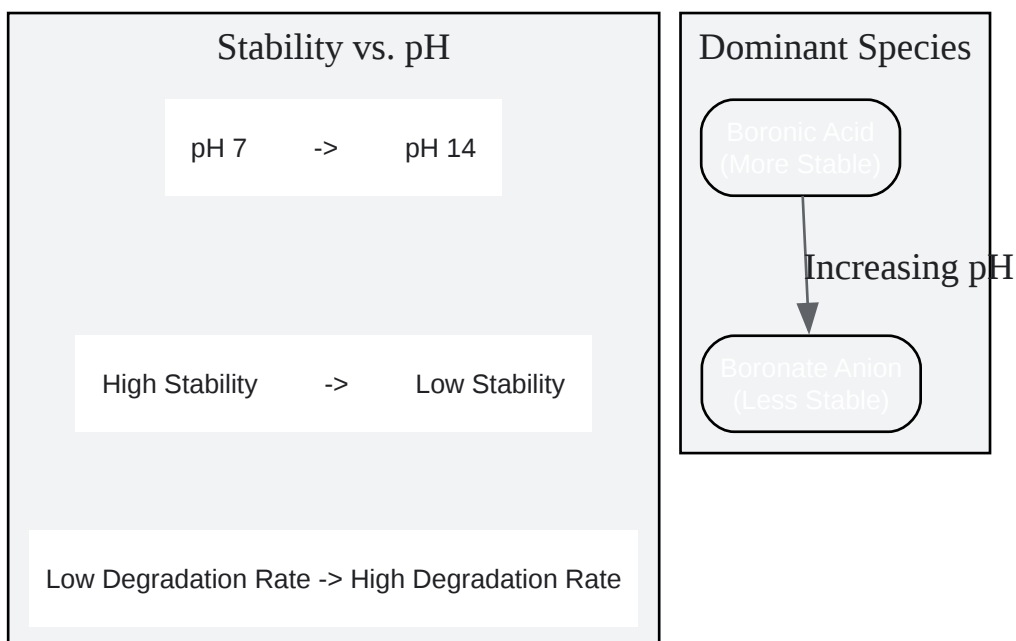 Stability vs. pH
pH 7 -> pH 14
High Stability -> Low Stability
Low Degradation Rate -> High Degradation Rate
Dominant Species
Boronic Acid
(More Stable)
Increasing pH
Boronate Anion
(Less Stable)